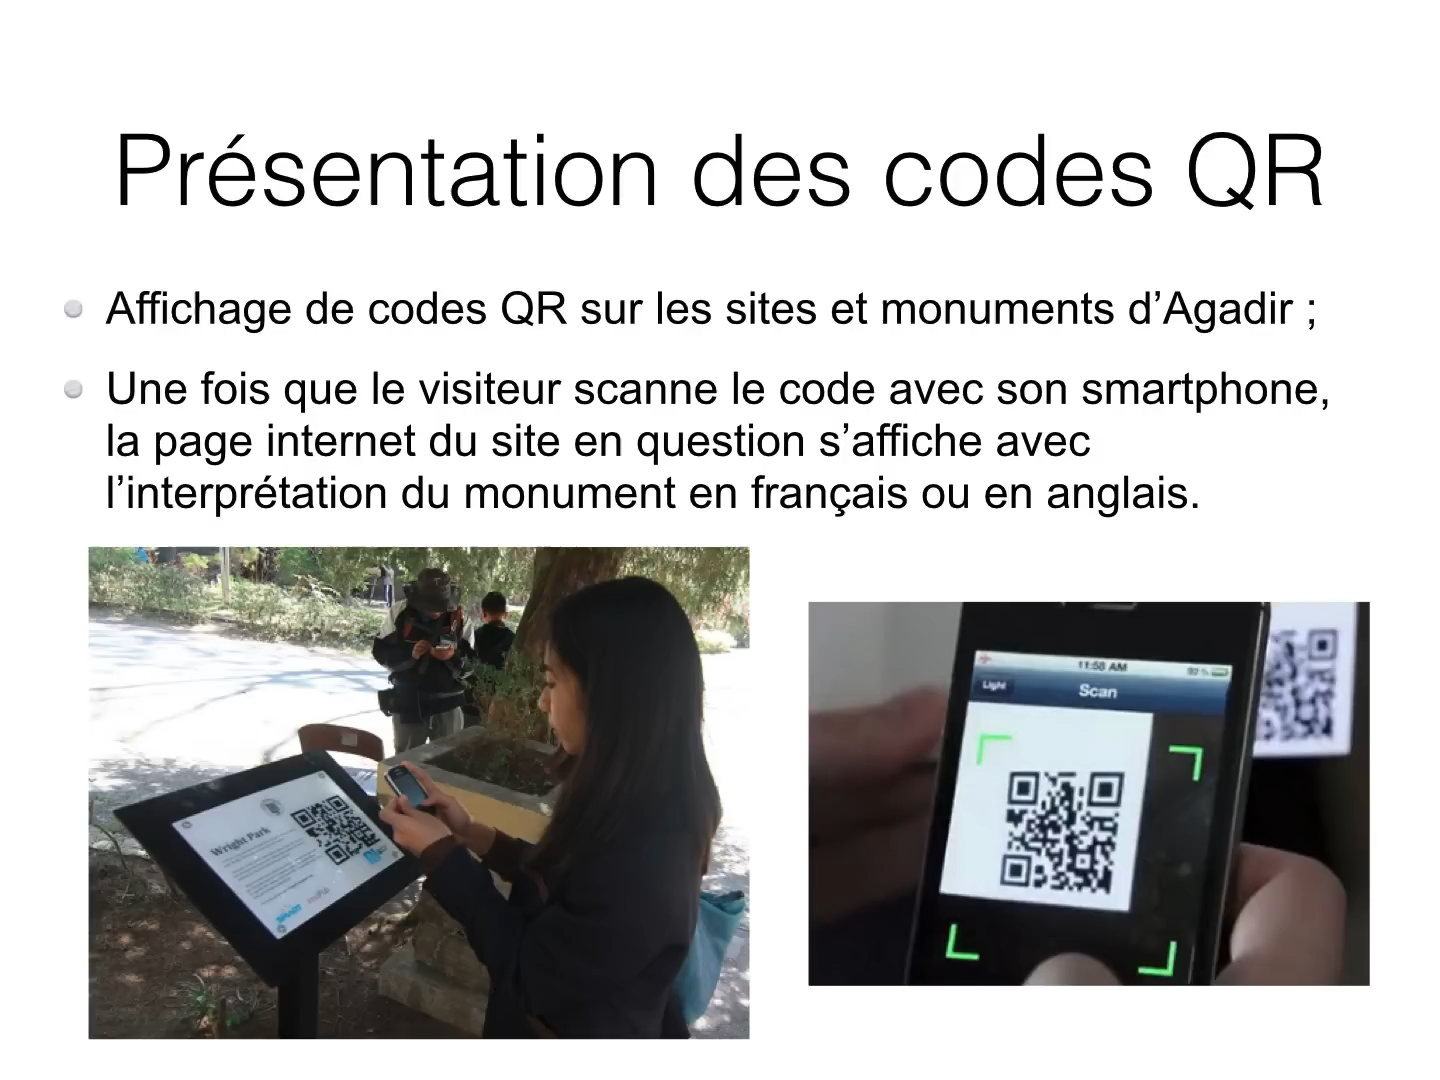 Présentation des codes QR
Affichage de codes QR sur les sites et monuments d’Agadir ;
Une fois que le visiteur scanne le code avec son smartphone,
la page internet du site en question s’affiche avec
l’interprétation du monument en français ou en anglais.
Wright Park
SMART
11:58 AM
Light
Scan